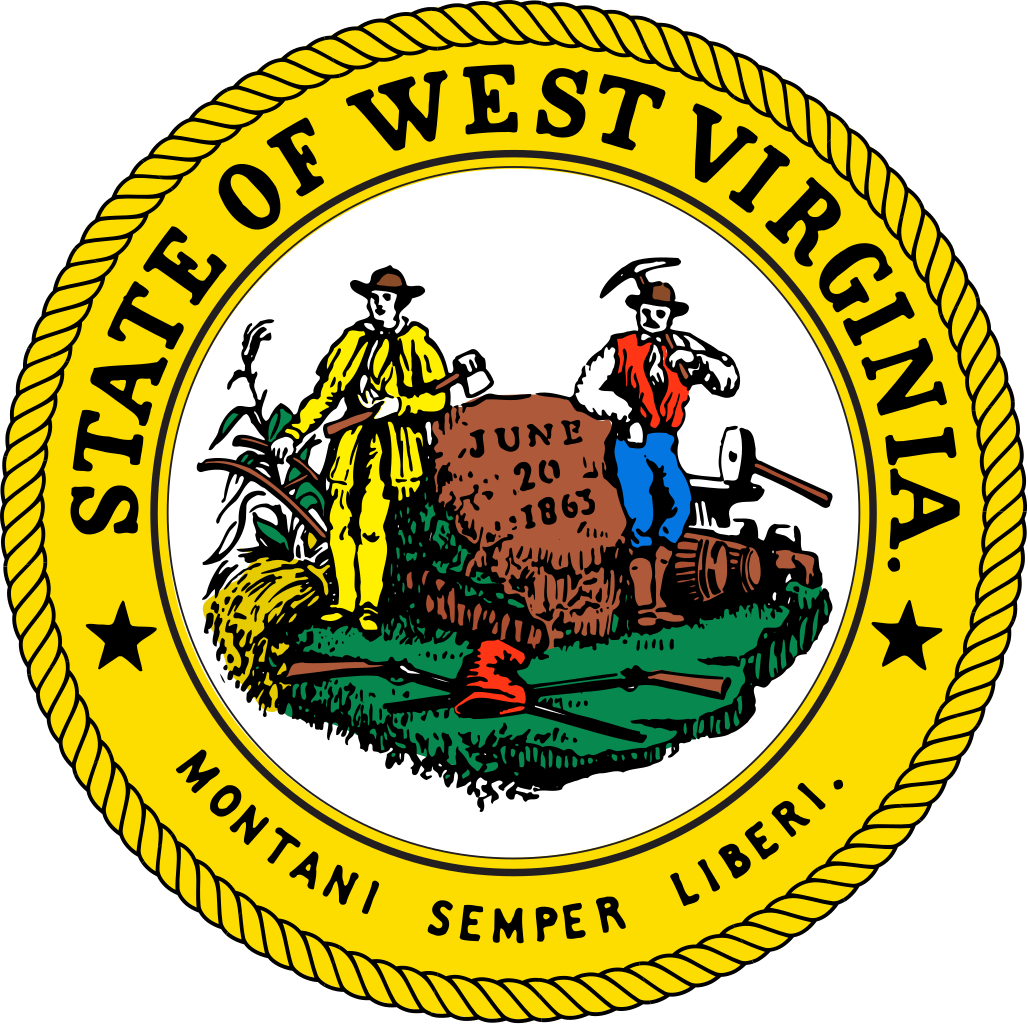 STATE OF WEST VIRGINIA.
JUNE
20
1863
MONTANI SEMPER LIBERI.